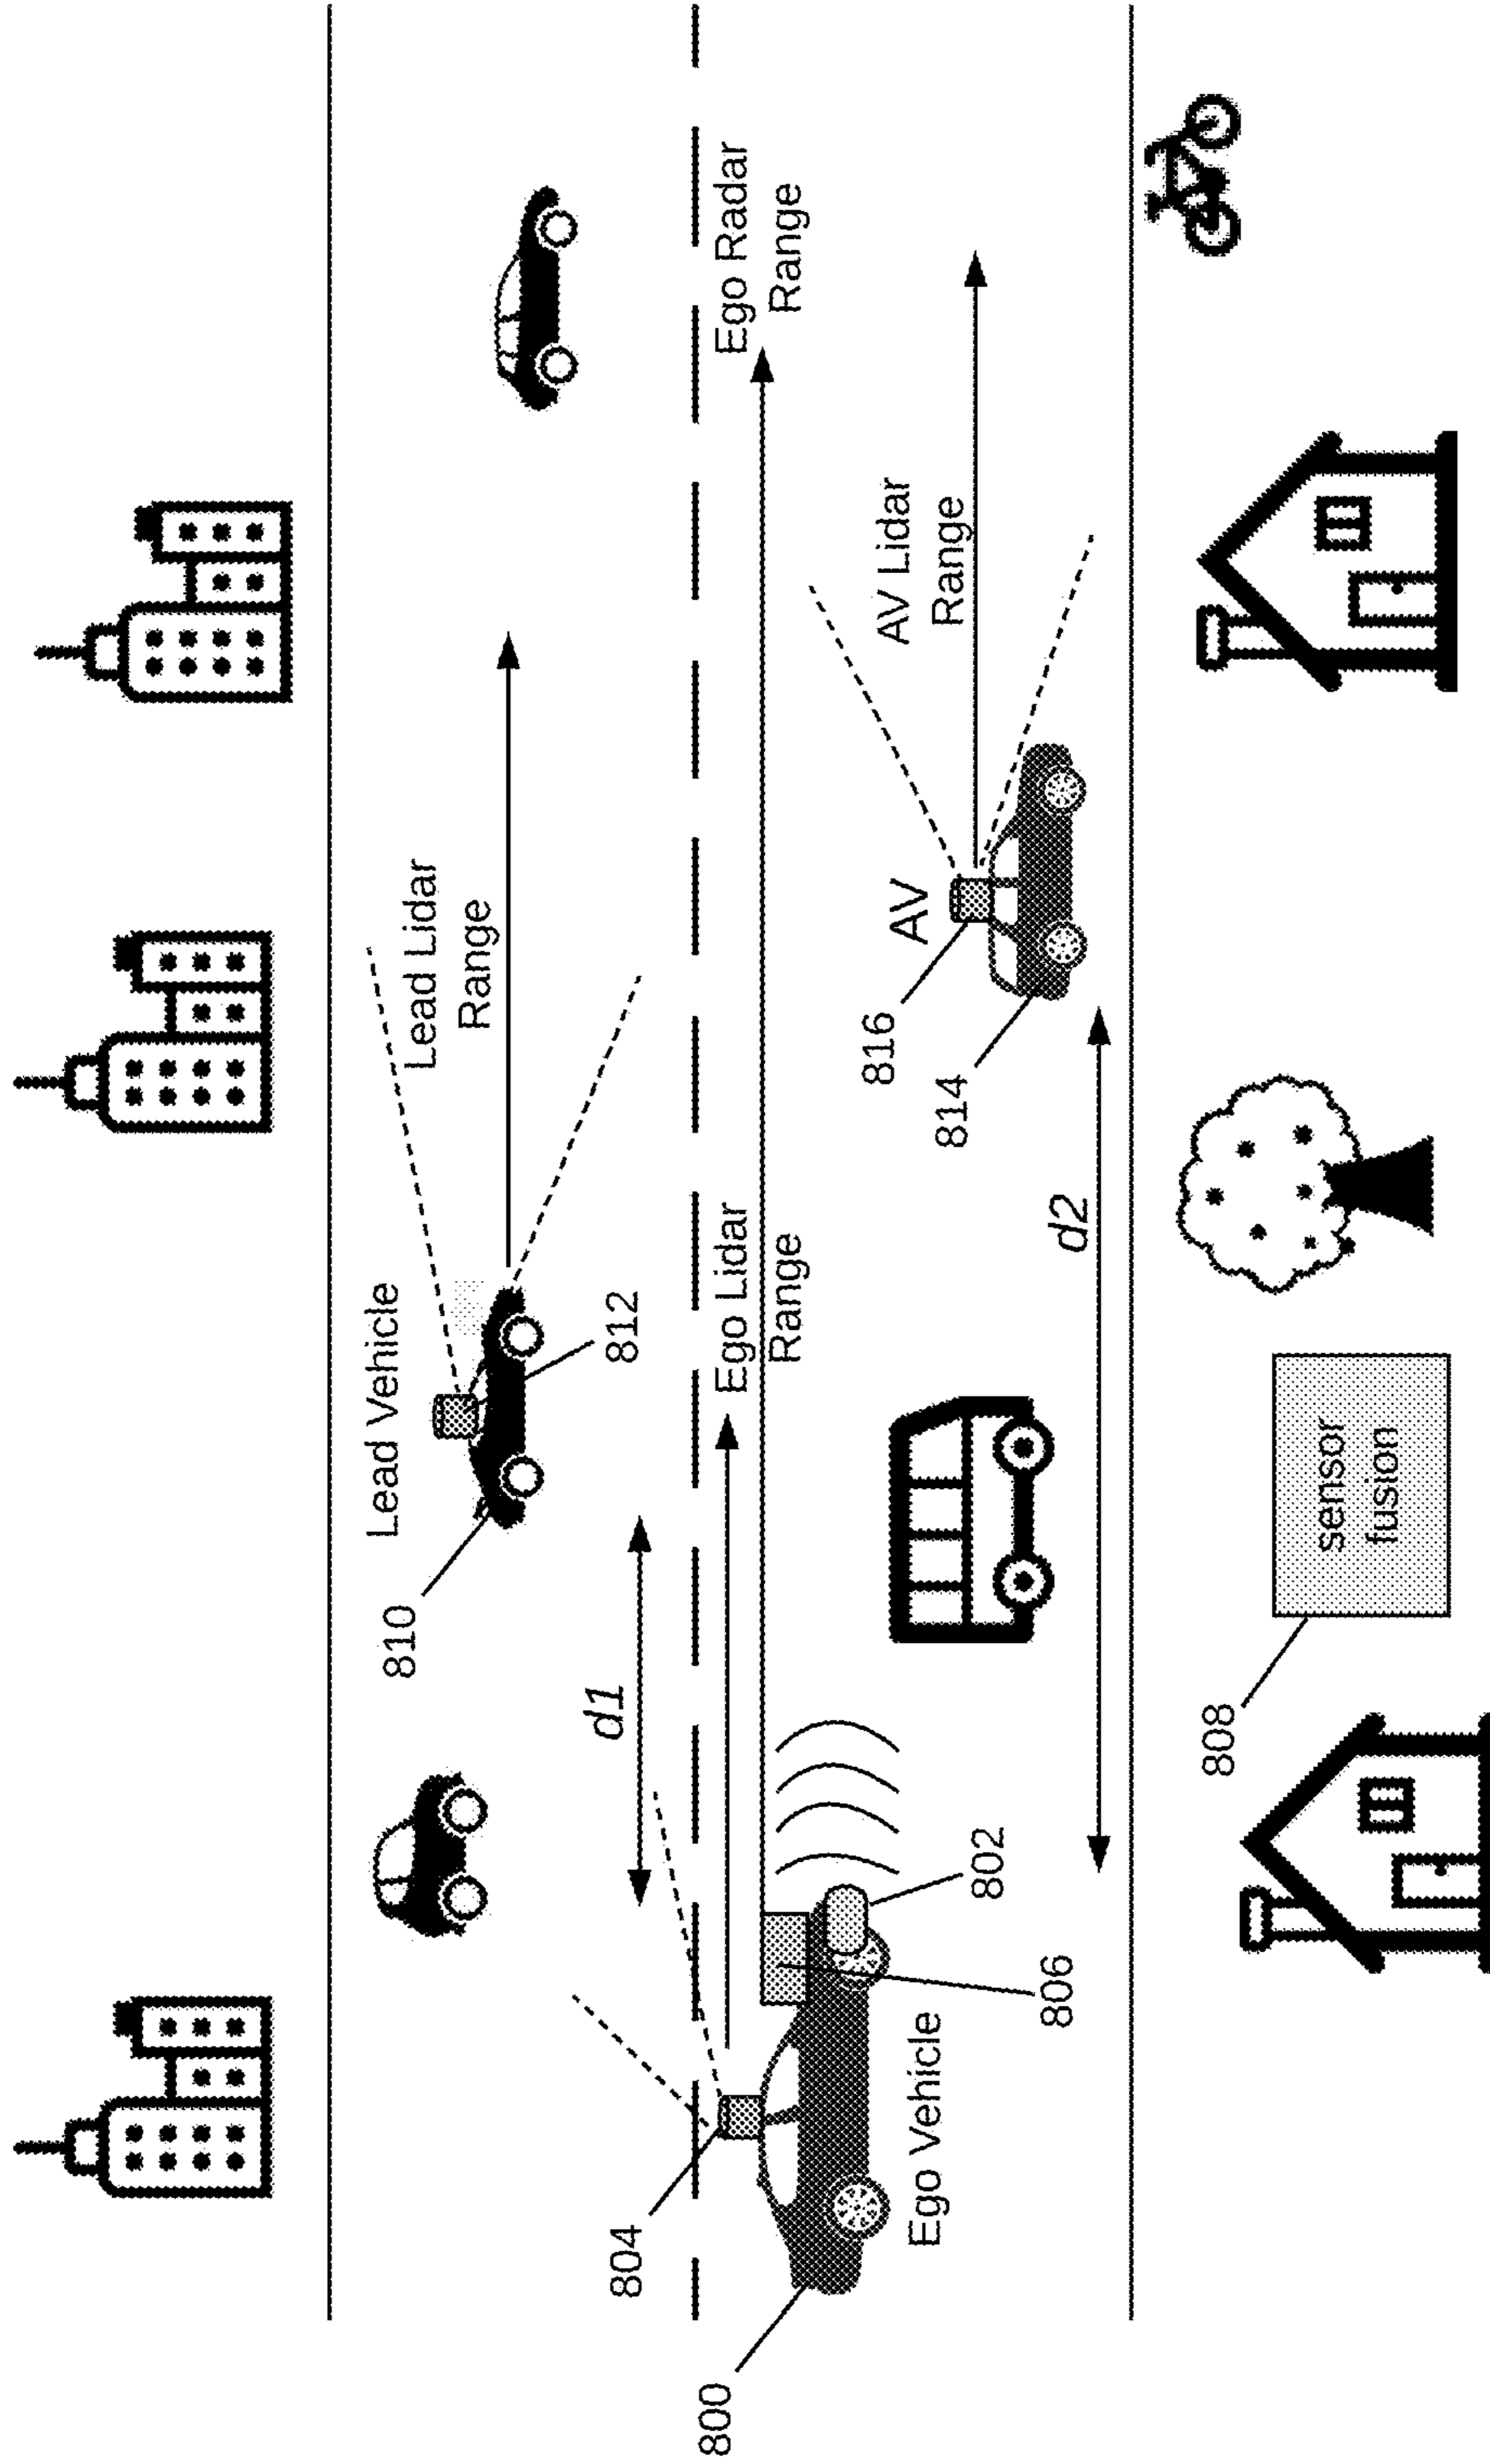 Lead Vehicle
Lead Lidar
Range
810
812
d1
804
Ego Lidar
Range
Ego Radar
Range
800
Ego Vehicle
806
802
AV
AV Lidar
Range
816
814
d2
808
sensor
fusion